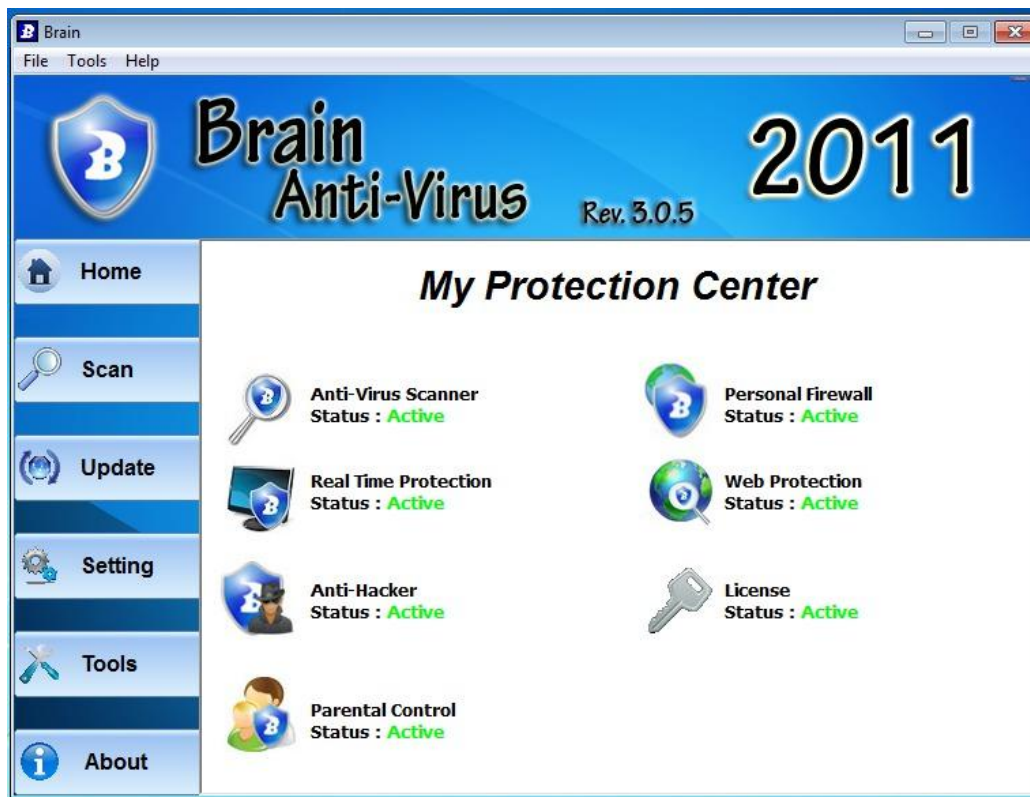 Brain
File Tools Help
Brain
Anti-Virus
Rev. 3.0.5
2011
Home
Scan
Update
Setting
Tools
About
My Protection Center
Anti-Virus Scanner
Status : Active
Personal Firewall
Status : Active
Real Time Protection
Status : Active
Web Protection
Status : Active
Anti-Hacker
Status : Active
License
Status : Active
Parental Control
Status : Active